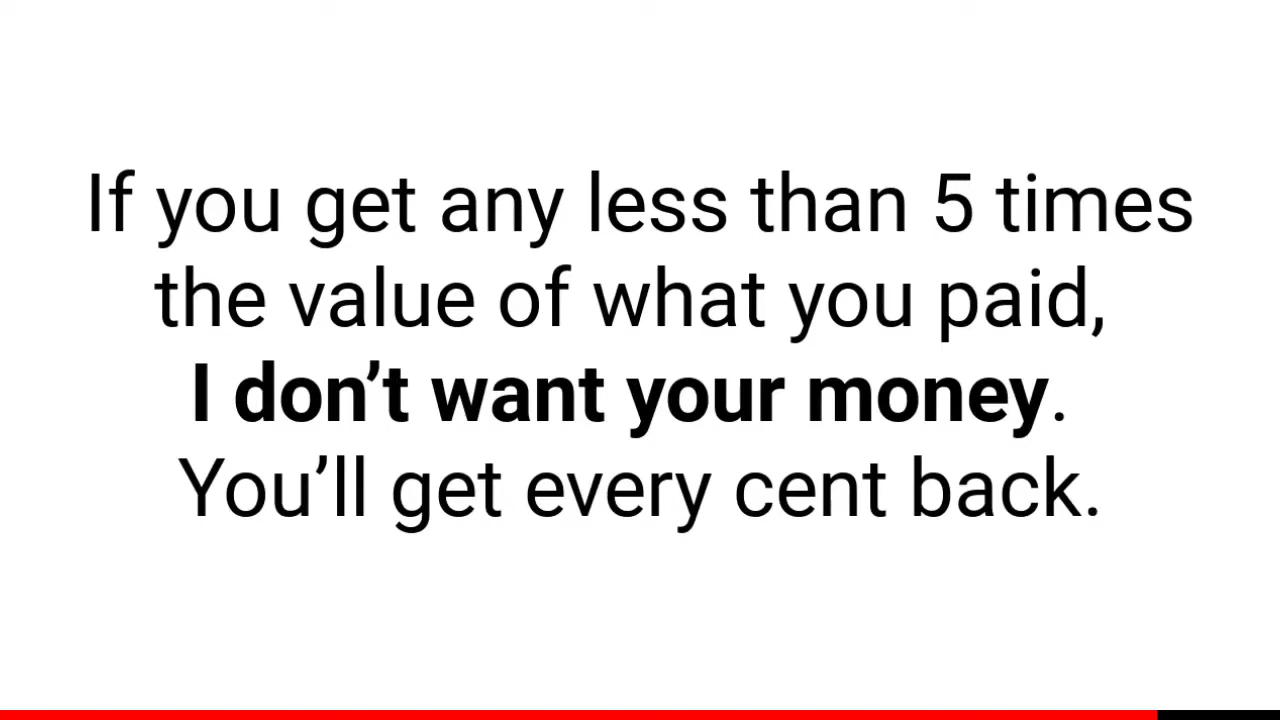 If you get any less than 5 times
the value of what you paid,
I don’t want your money.
You’ll get every cent back.